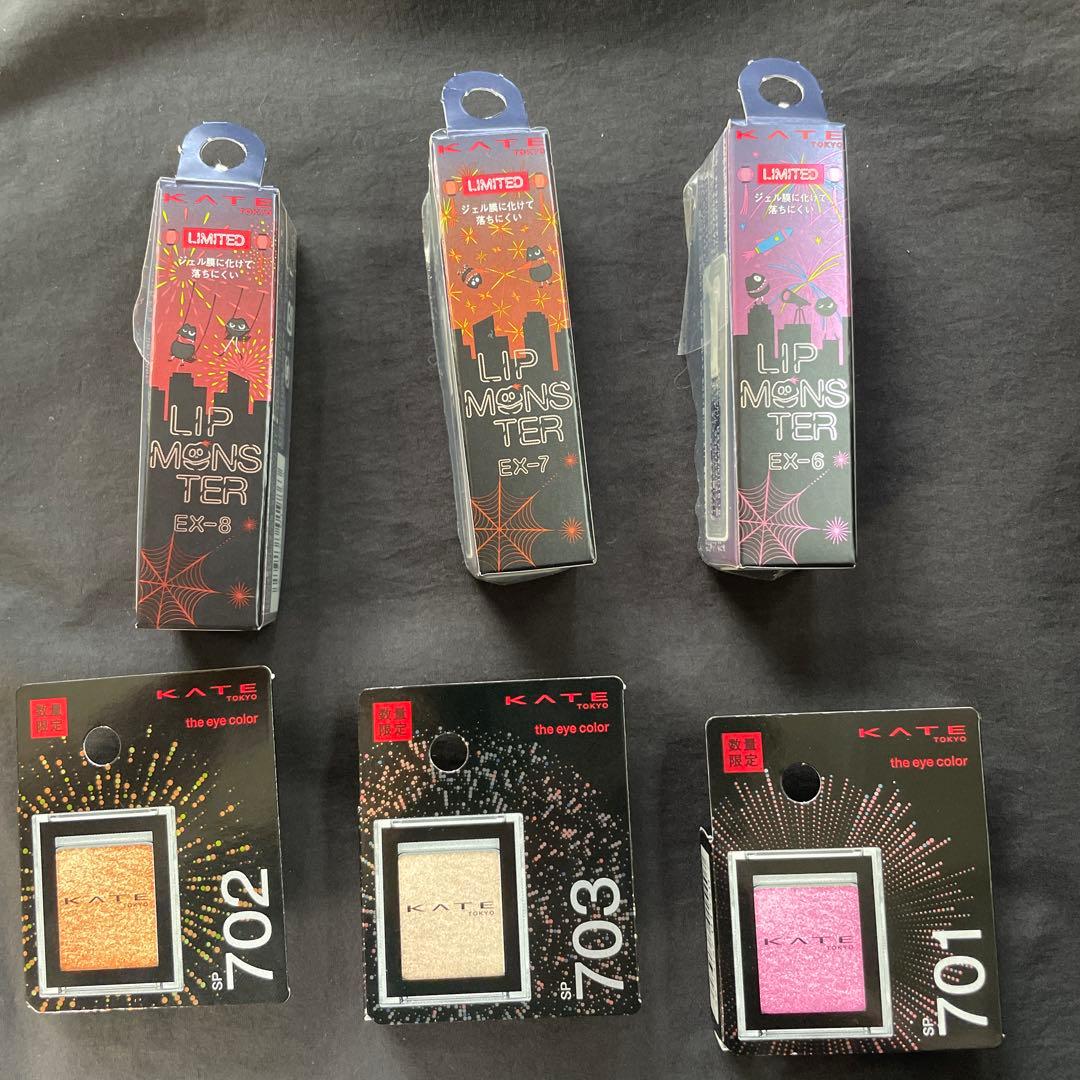 KATE
TOKYO
LIMITED
ジェル膜に化けて
落ちにくい
LIP
MONS
TER
EX-8
KATE
TOKYO
LIMITED
ジェル膜に化けて
落ちにくい
LIP
MONS
TER
EX-7
KATE
TOKYO
LIMITED
ジェル膜に化けて
落ちにくい
LIP
MONS
TER
EX-6
数量
限定
KATE
TOKYO
the eye color
KATE
TOKYO
SP
702
数量
限定
KATE
TOKYO
the eye color
KATE
TOKYO
SP
703
数量
限定
KATE
TOKYO
the eye color
KATE
TOKYO
SP
701